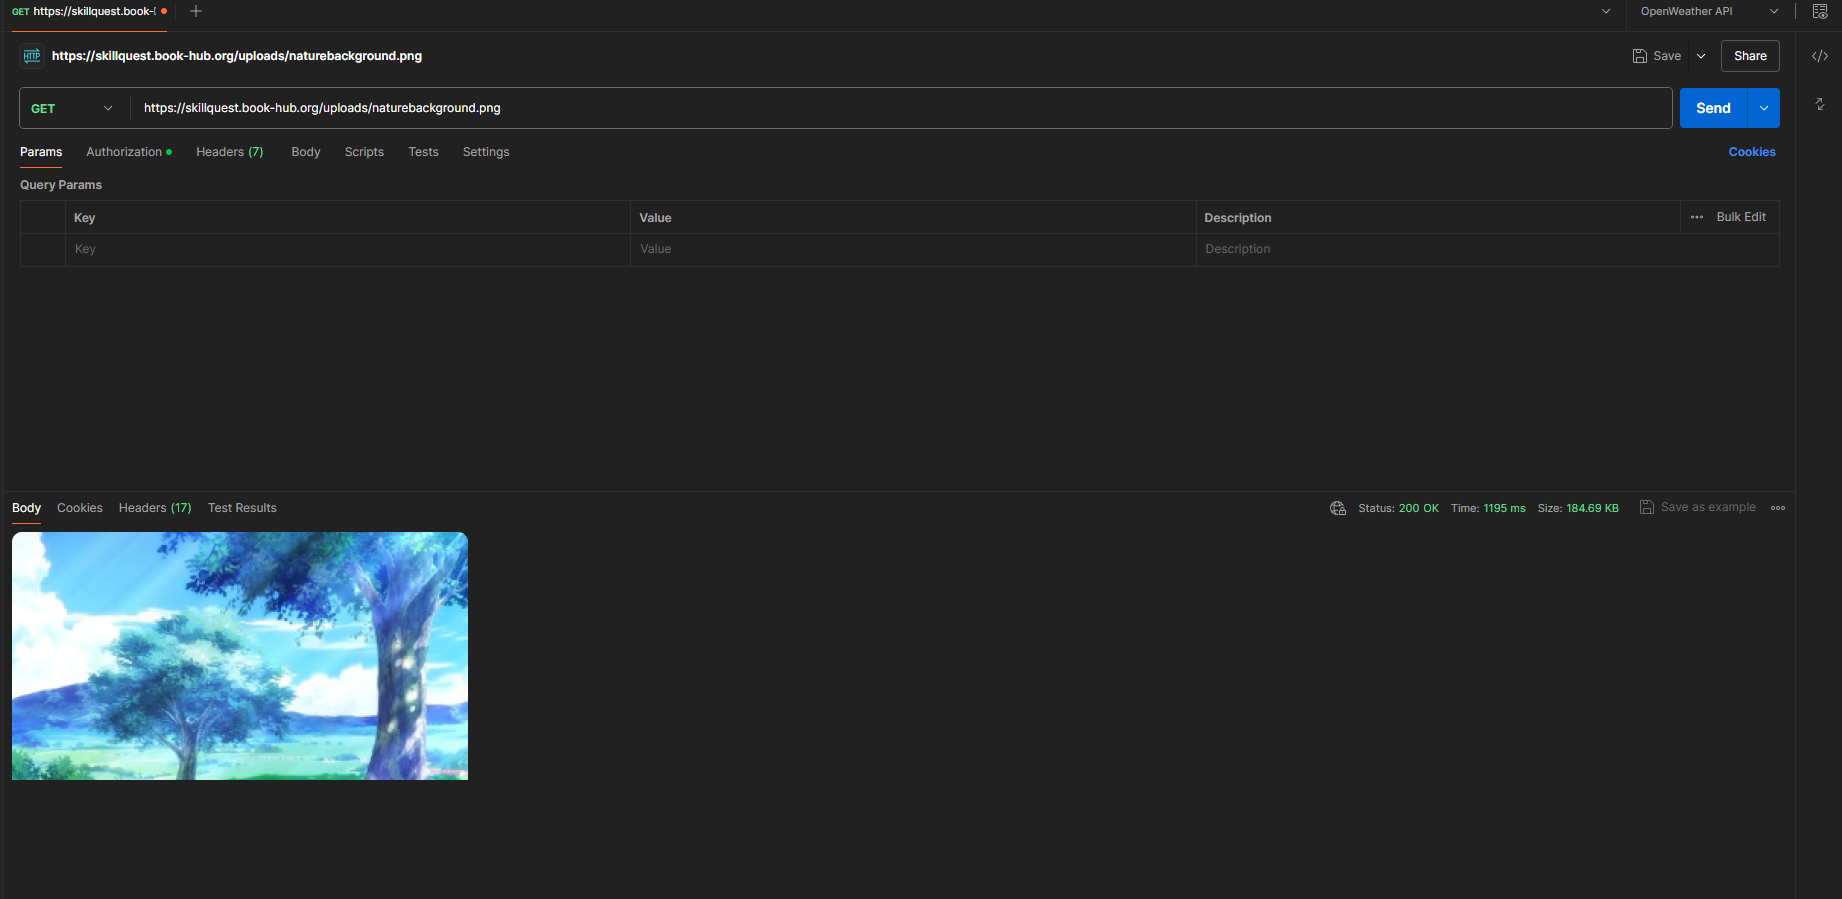 GET https://skillquest.book-
OpenWeather API
HTTP https://skillquest.book-hub.org/uploads/naturebackground.png
Save
Share
GET https://skillquest.book-hub.org/uploads/naturebackground.png
Send
Params Authorization Headers (7) Body Scripts Tests Settings
Cookies
Query Params
Key Value Description Bulk Edit
Key Value Description
Body Cookies Headers (17) Test Results
Status: 200 OK Time: 1195 ms Size: 184.69 KB Save as example